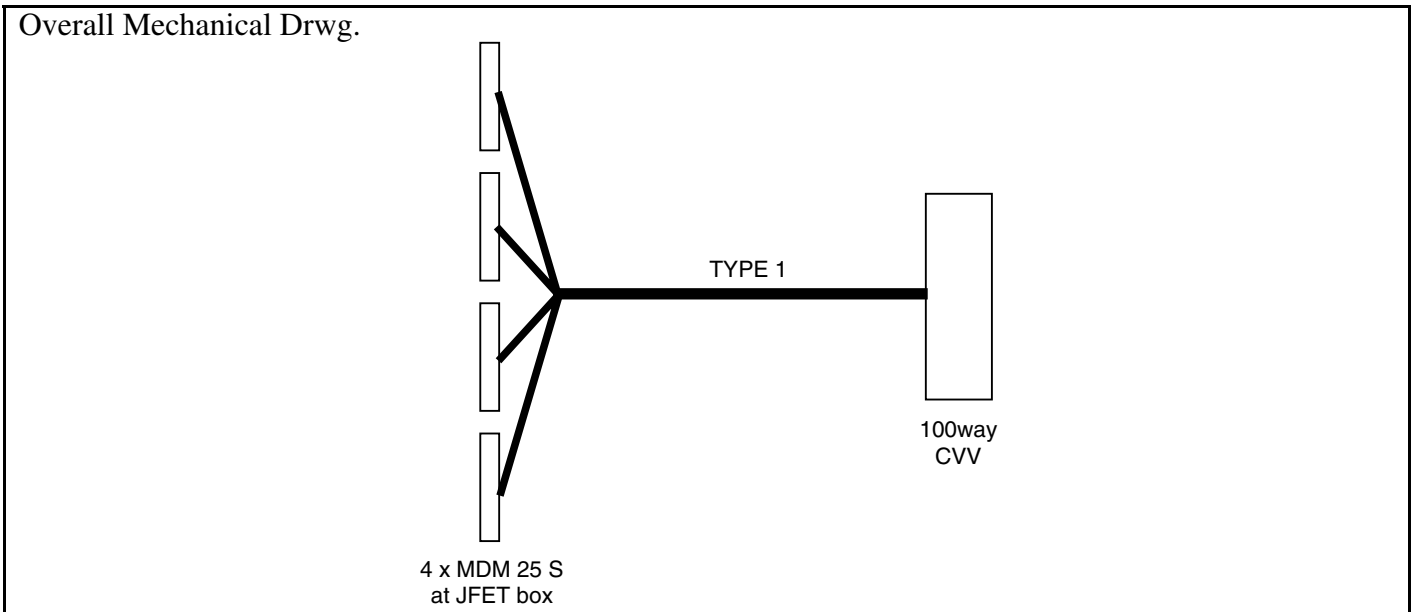 Overall Mechanical Drwg.
TYPE 1
100way
CVV
4 x MDM 25 S
at JFET box